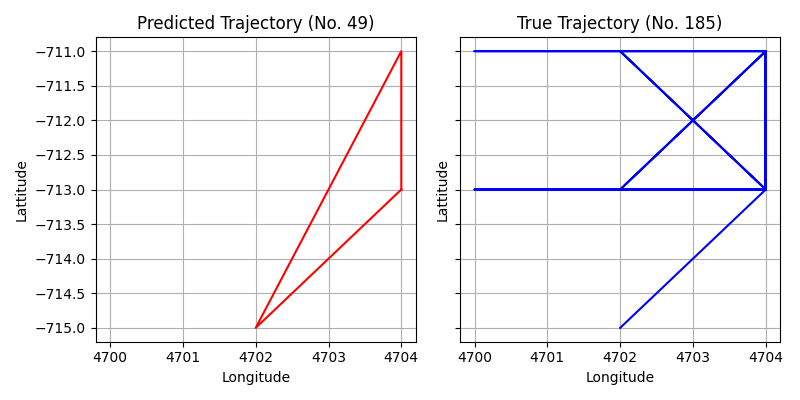 Predicted Trajectory (No. 49)
True Trajectory (No. 185)
−711.0
−711.5
−712.0
−712.5
−713.0
−713.5
−714.0
−714.5
−715.0
Lattitude
4700 4701 4702 4703 4704
Longitude
Lattitude
4700 4701 4702 4703 4704
Longitude